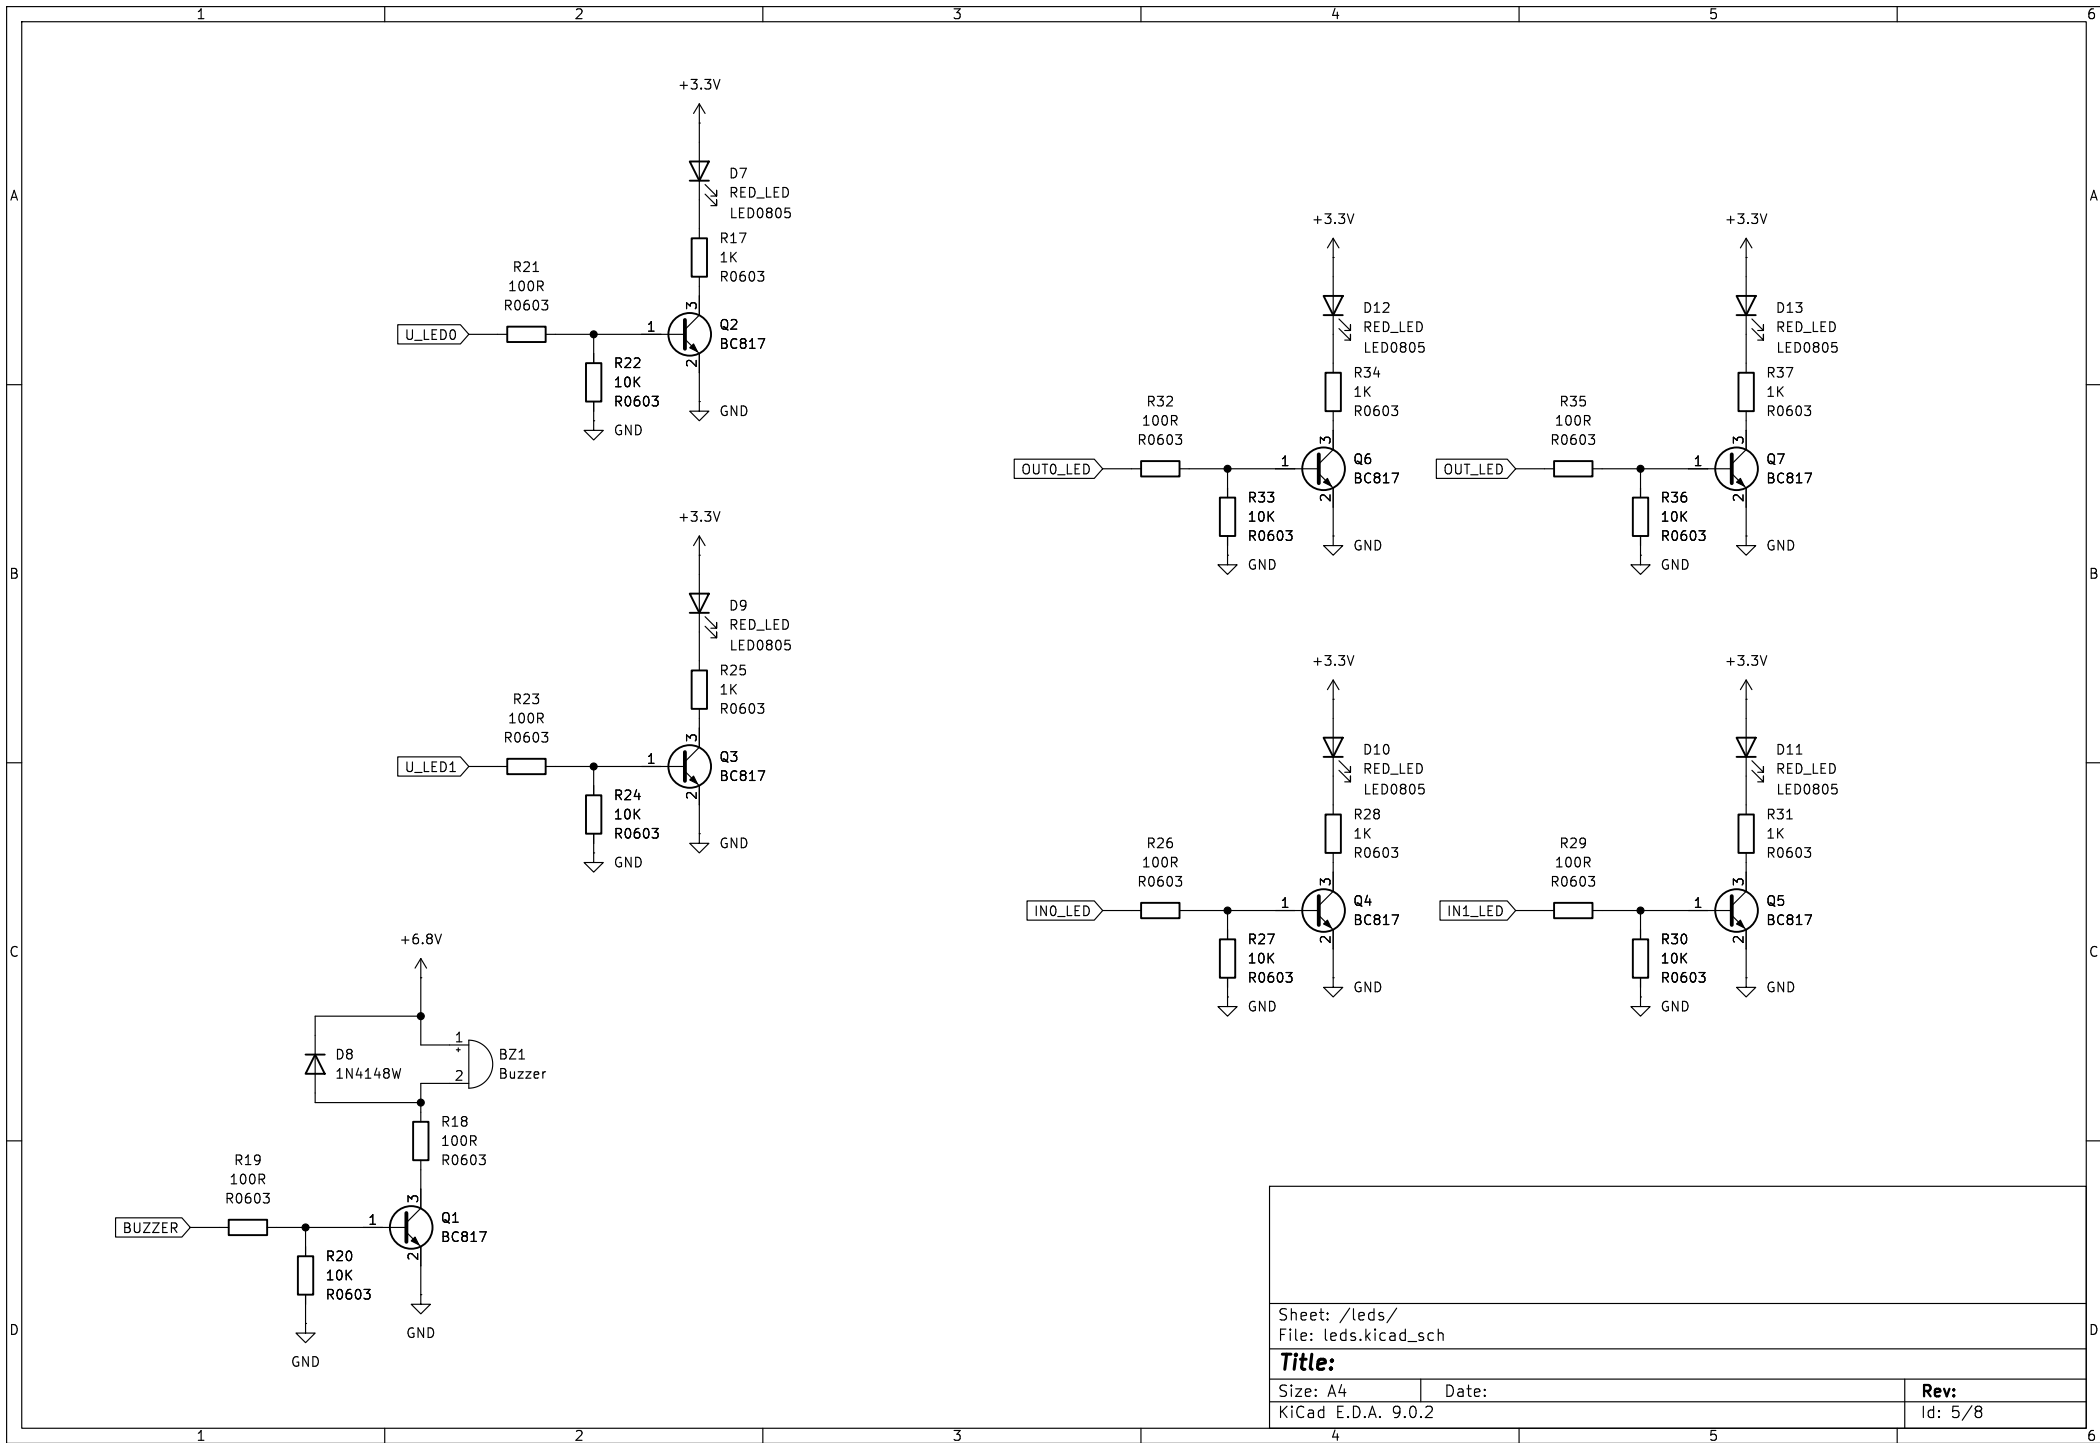 1 2 3 4 5 6
A
B
C
D
+3.3V
D7
RED_LED
LED0805
R17
1K
R0603
R21
100R
R0603
U_LED0
1
3
2
Q2
BC817
R22
10K
R0603
GND
GND
+3.3V
D9
RED_LED
LED0805
R25
1K
R0603
R23
100R
R0603
U_LED1
1
3
2
Q3
BC817
R24
10K
R0603
GND
GND
+6.8V
D8
1N4148W
1
+
2
BZ1
Buzzer
R18
100R
R0603
R19
100R
R0603
BUZZER
1
3
2
Q1
BC817
R20
10K
R0603
GND
GND
+3.3V
D12
RED_LED
LED0805
R34
1K
R0603
R32
100R
R0603
OUT0_LED
1
3
2
Q6
BC817
R33
10K
R0603
GND
GND
+3.3V
D13
RED_LED
LED0805
R37
1K
R0603
R35
100R
R0603
OUT_LED
1
3
2
Q7
BC817
R36
10K
R0603
GND
GND
+3.3V
D10
RED_LED
LED0805
R28
1K
R0603
R26
100R
R0603
IN0_LED
1
3
2
Q4
BC817
R27
10K
R0603
GND
GND
+3.3V
D11
RED_LED
LED0805
R31
1K
R0603
R29
100R
R0603
IN1_LED
1
3
2
Q5
BC817
R30
10K
R0603
GND
GND
A
B
C
D
Sheet: /leds/
File: leds.kicad_sch
Title:
Size: A4 Date: Rev:
KiCad E.D.A. 9.0.2 Id: 5/8
1 2 3 4 5 6